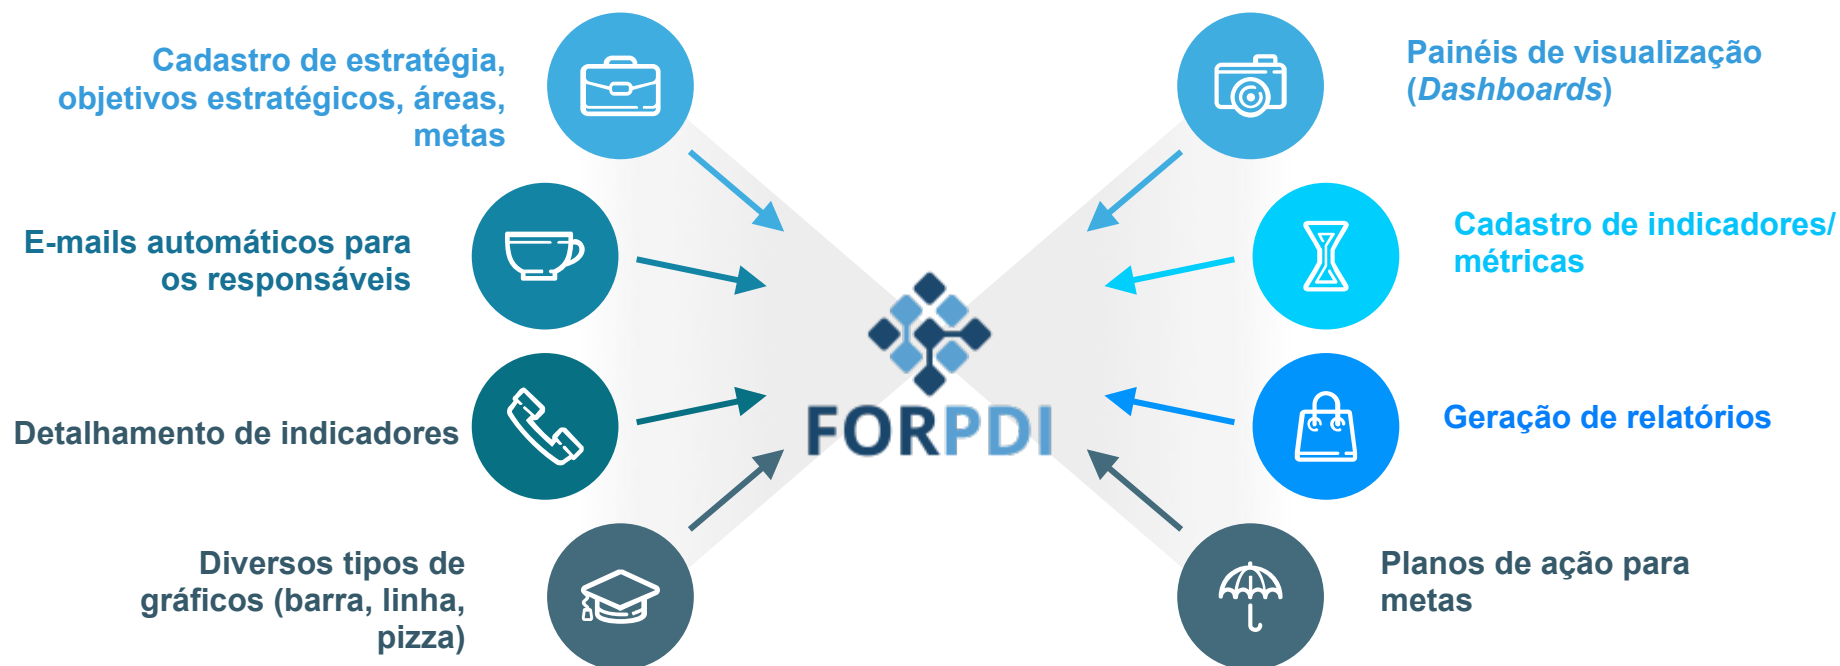 Cadastro de estratégia,
objetivos estratégicos, áreas,
metas
E-mails automáticos para
os responsáveis
Detalhamento de indicadores
Diversos tipos de
gráficos (barra, linha,
pizza)
FORPDI
Painéis de visualização
(Dashboards)
Cadastro de indicadores/
métricas
Geração de relatórios
Planos de ação para
metas